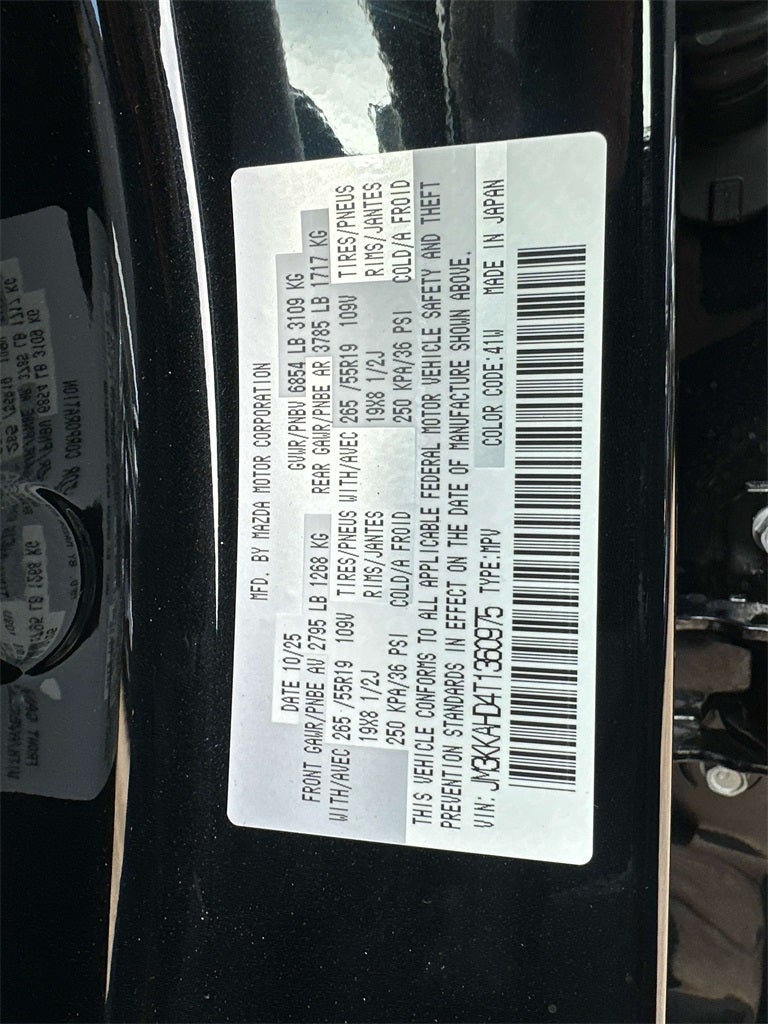 MFD. BY MAZDA MOTOR CORPORATION
DATE 10/25 GVWR/PNBV 6854 LB 3109 KG
FRONT GAWR/PNBE AV 2795 LB 1268 KG REAR GAWR/PNBE AR 3785 LB 1717 KG
WITH/AVEC 265 /55R19 109V TIRES/PNEUS WITH/AVEC 265 /55R19 109V TIRES/PNEUS
19X8 1/2J RIMS/JANTES 19X8 1/2J RIMS/JANTES
250 KPA/36 PSI COLD/A FROID 250 KPA/36 PSI COLD/A FROID
THIS VEHICLE CONFORMS TO ALL APPLICABLE FEDERAL MOTOR VEHICLE SAFETY AND THEFT
PREVENTION STANDARDS IN EFFECT ON THE DATE OF MANUFACTURE SHOWN ABOVE.
VIN: JM3KKAHD4T1360975 TYPE:MPV COLOR CODE:41W MADE IN JAPAN